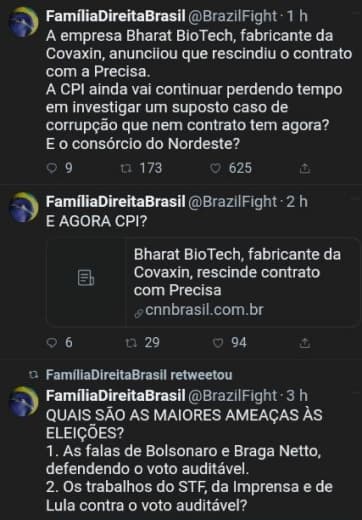 FamíliaDireitaBrasil @BrazilFight · 1 h
A empresa Bharat BioTech, fabricante da
Covaxin, anunciiou que rescindiu o contrato
com a Precisa.
A CPI ainda vai continuar perdendo tempo
em investigar um suposto caso de
corrupção que nem contrato tem agora?
E o consórcio do Nordeste?
9 173 625
FamíliaDireitaBrasil @BrazilFight · 2 h
E AGORA CPI?
Bharat BioTech, fabricante da
Covaxin, rescinde contrato
com Precisa
cnnbrasil.com.br
6 29 94
FamíliaDireitaBrasil retweetou
FamíliaDireitaBrasil @BrazilFight · 3 h
QUAIS SÃO AS MAIORES AMEAÇAS ÀS
ELEIÇÕES?
1. As falas de Bolsonaro e Braga Netto,
defendendo o voto auditável.
2. Os trabalhos do STF, da Imprensa e de
Lula contra o voto auditável?